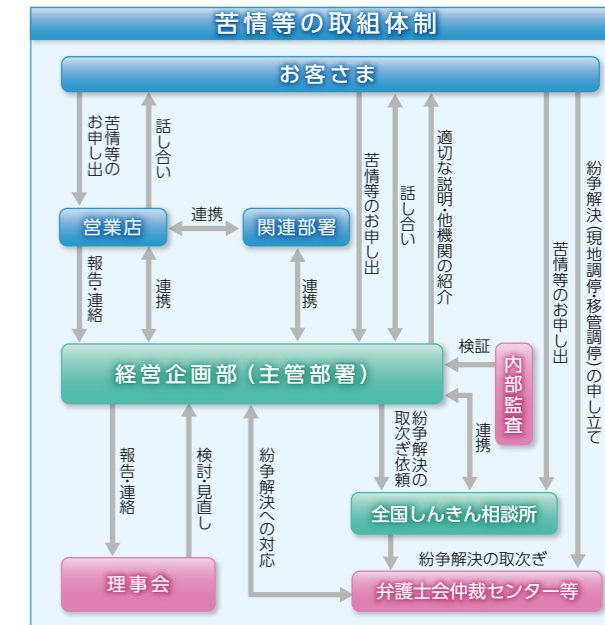 苦情等の取組体制
お客さま
苦情等の
お申し出
話し合い
苦情等のお申し出
話し合い
適切な説明・他機関の紹介
苦情等のお申し出
紛争解決（現地調停・移管調停）の申し立て
営業店
連携
関連部署
報告・連絡
連携
連携
経営企画部（主管部署）
検証
内部監査
報告・連絡
検討・見直し
紛争解決への対応
紛争解決の
取次ぎ依頼
連携
全国しんきん相談所
紛争解決の取次ぎ
理事会
弁護士会仲裁センター等